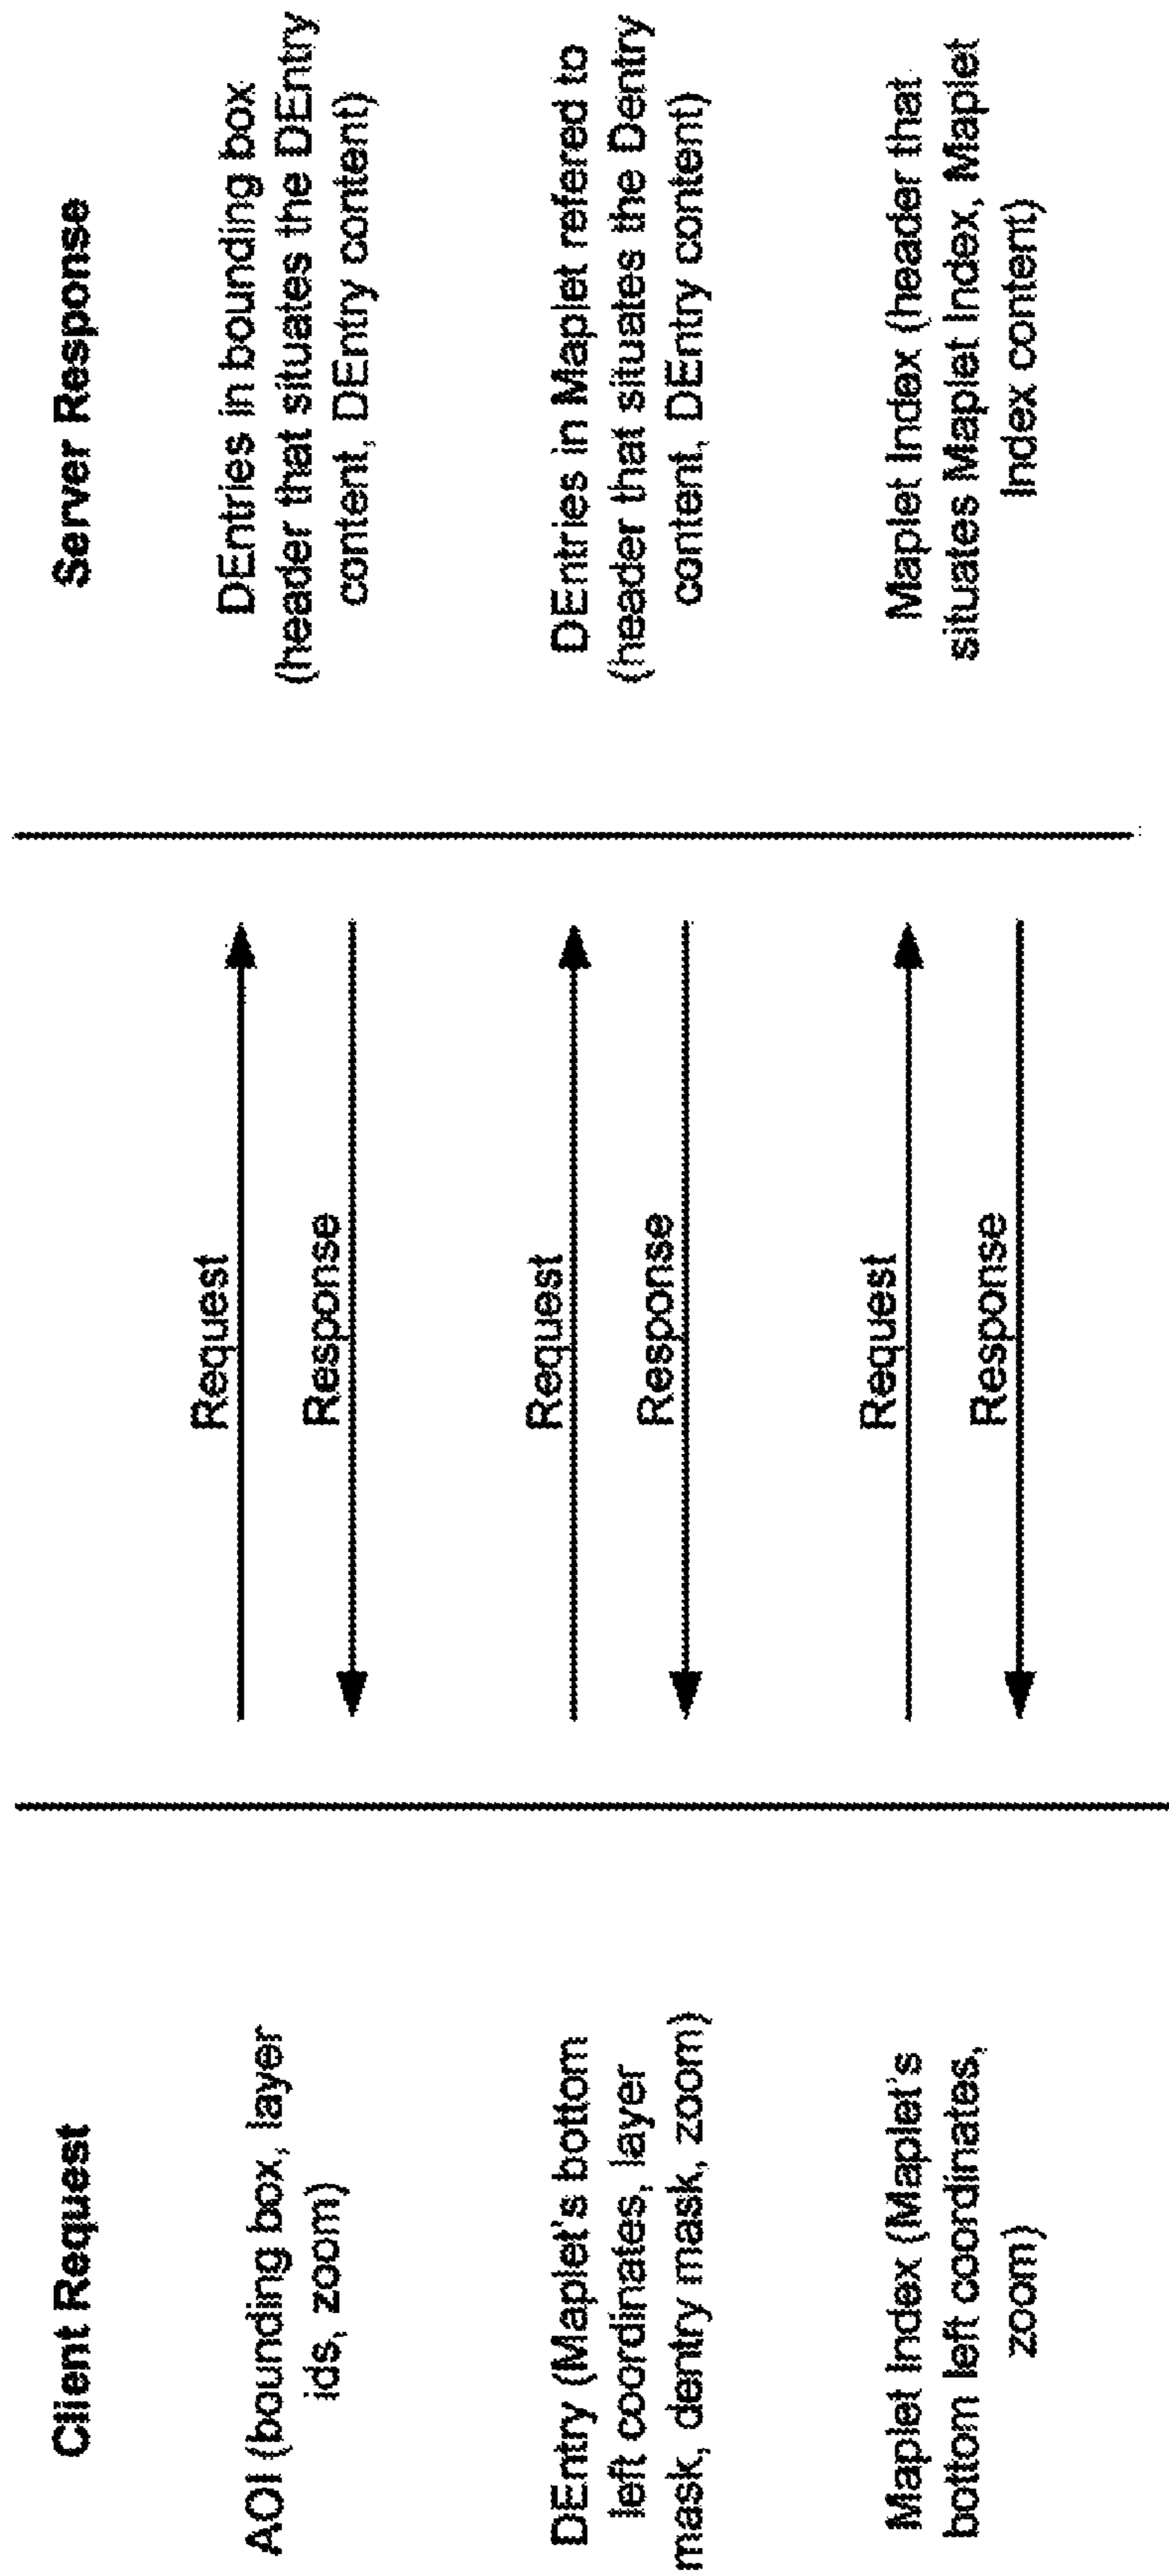 Client Request
Server Response
AOI (bounding box, layer
ids, zoom)
Request
Response
DEntries in bounding box
(header that situates the DEntry
content, DEntry content)
DEntry (Maplet's bottom
left coordinates, layer
mask, dentry mask, zoom)
Request
Response
DEntries in Maplet refered to
(header that situates the Dentry
content, DEntry content)
Maplet Index (Maplet's
bottom left coordinates,
zoom)
Request
Response
Maplet Index (header that
situates Maplet Index, Maplet
Index content)